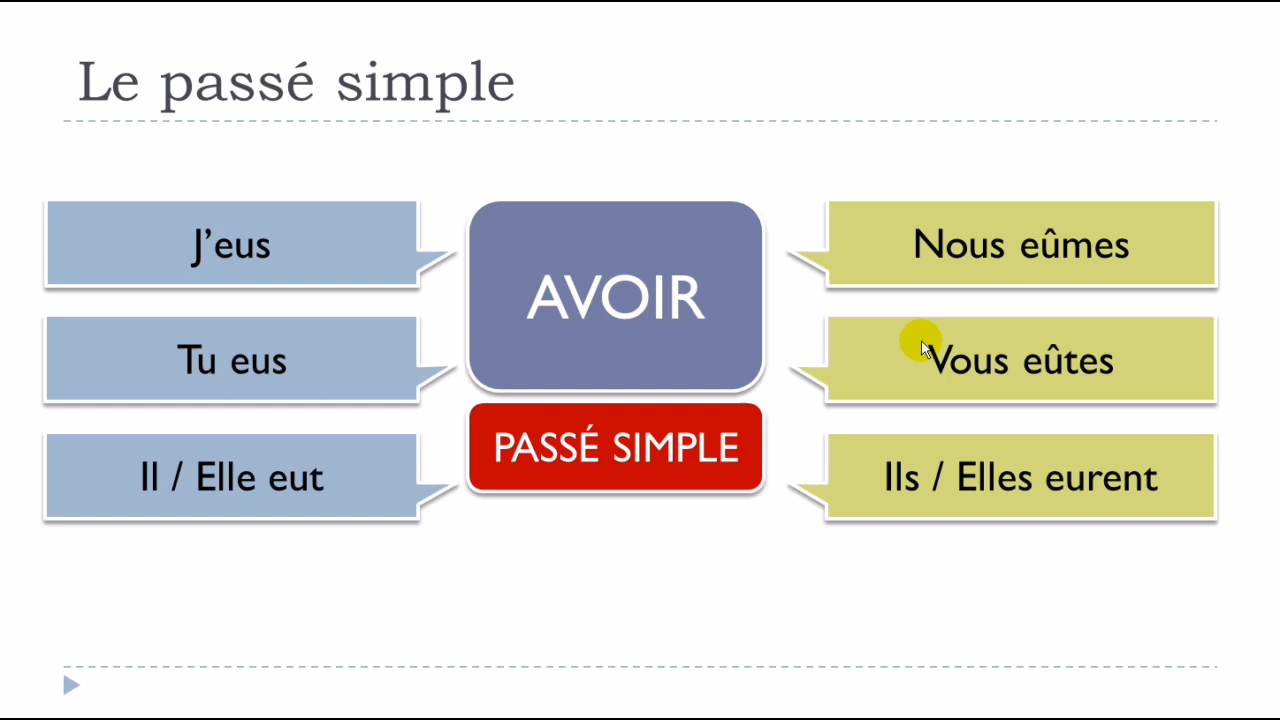 Le passé simple
J’eus
Tu eus
Il / Elle eut
AVOIR
PASSÉ SIMPLE
Nous eûmes
Vous eûtes
Ils / Elles eurent